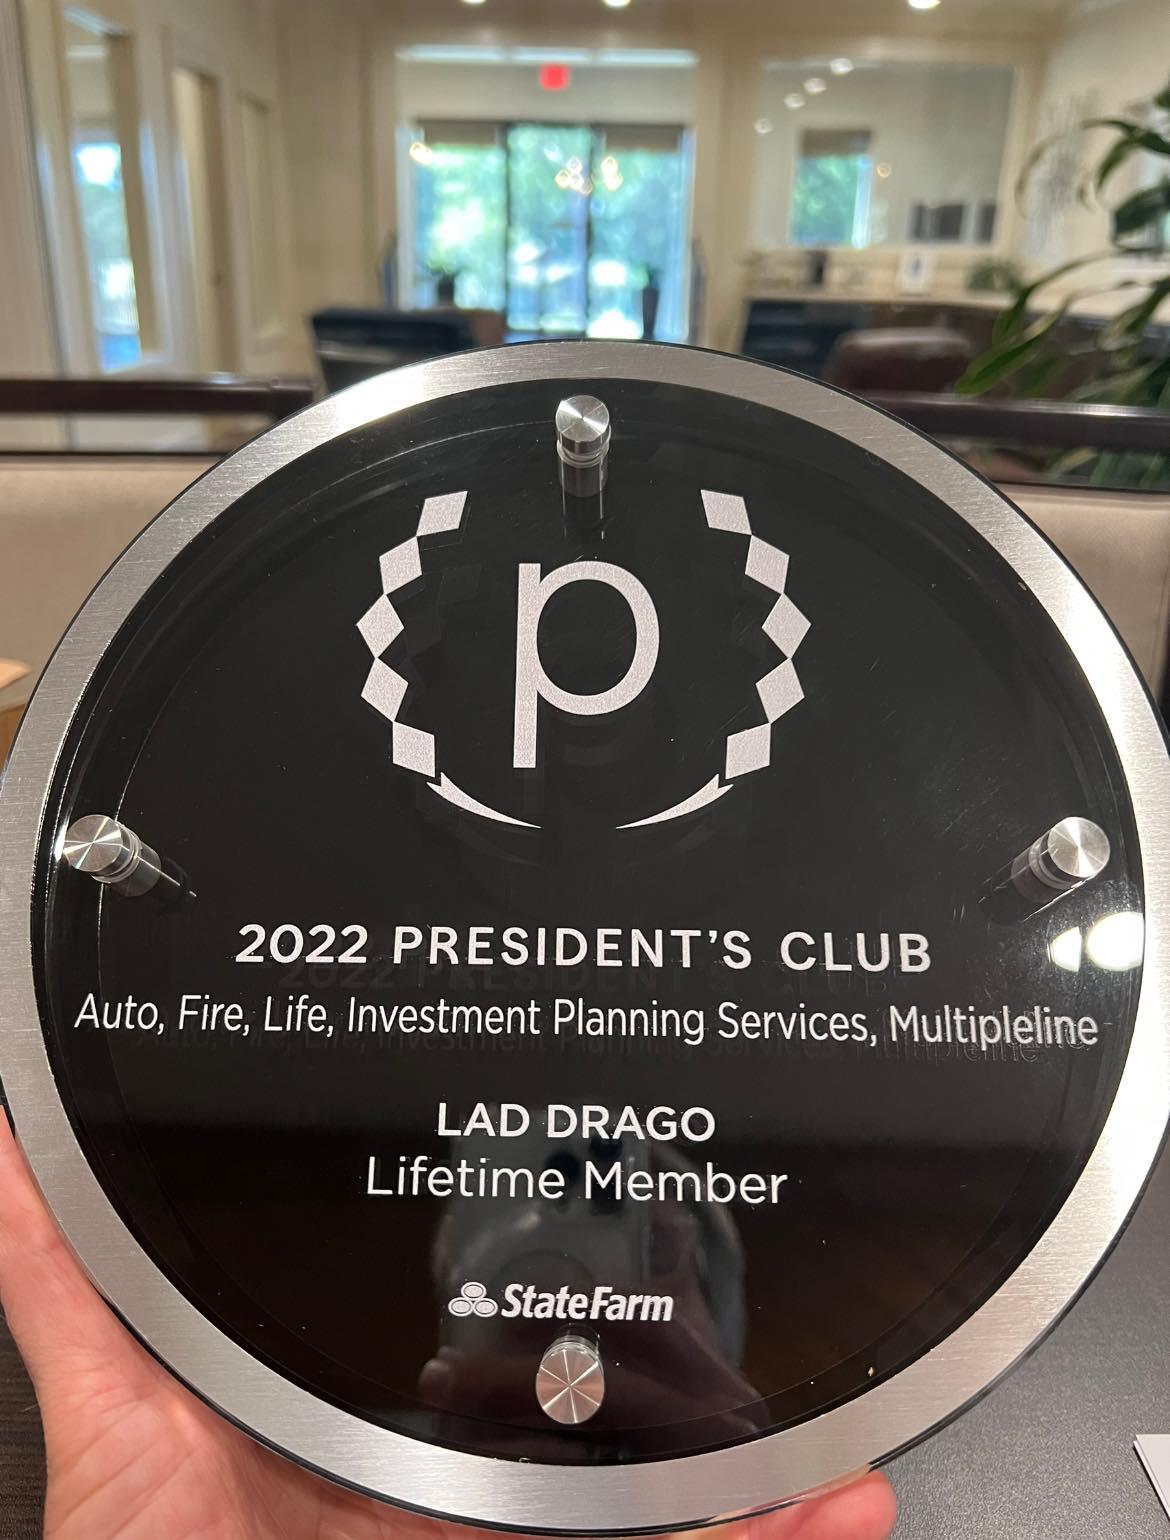 p
2022 PRESIDENT'S CLUB
Auto, Fire, Life, Investment Planning Services, Multipleline
LAD DRAGO
Lifetime Member
StateFarm